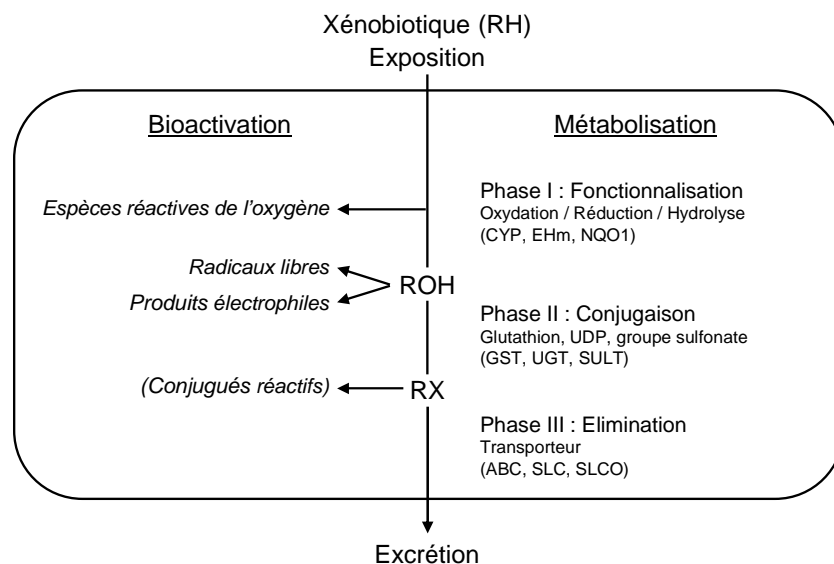 Xénobiotique (RH)
Exposition
Bioactivation
Métabolisation
Espèces réactives de l'oxygène
Phase I : Fonctionnalisation
Oxydation / Réduction / Hydrolyse
(CYP, EHm, NQO1)
Radicaux libres
Produits électrophiles
ROH
Phase II : Conjugaison
Glutathion, UDP, groupe sulfonate
(GST, UGT, SULT)
(Conjugués réactifs)
RX
Phase III : Elimination
Transporteur
(ABC, SLC, SLCO)
Excrétion